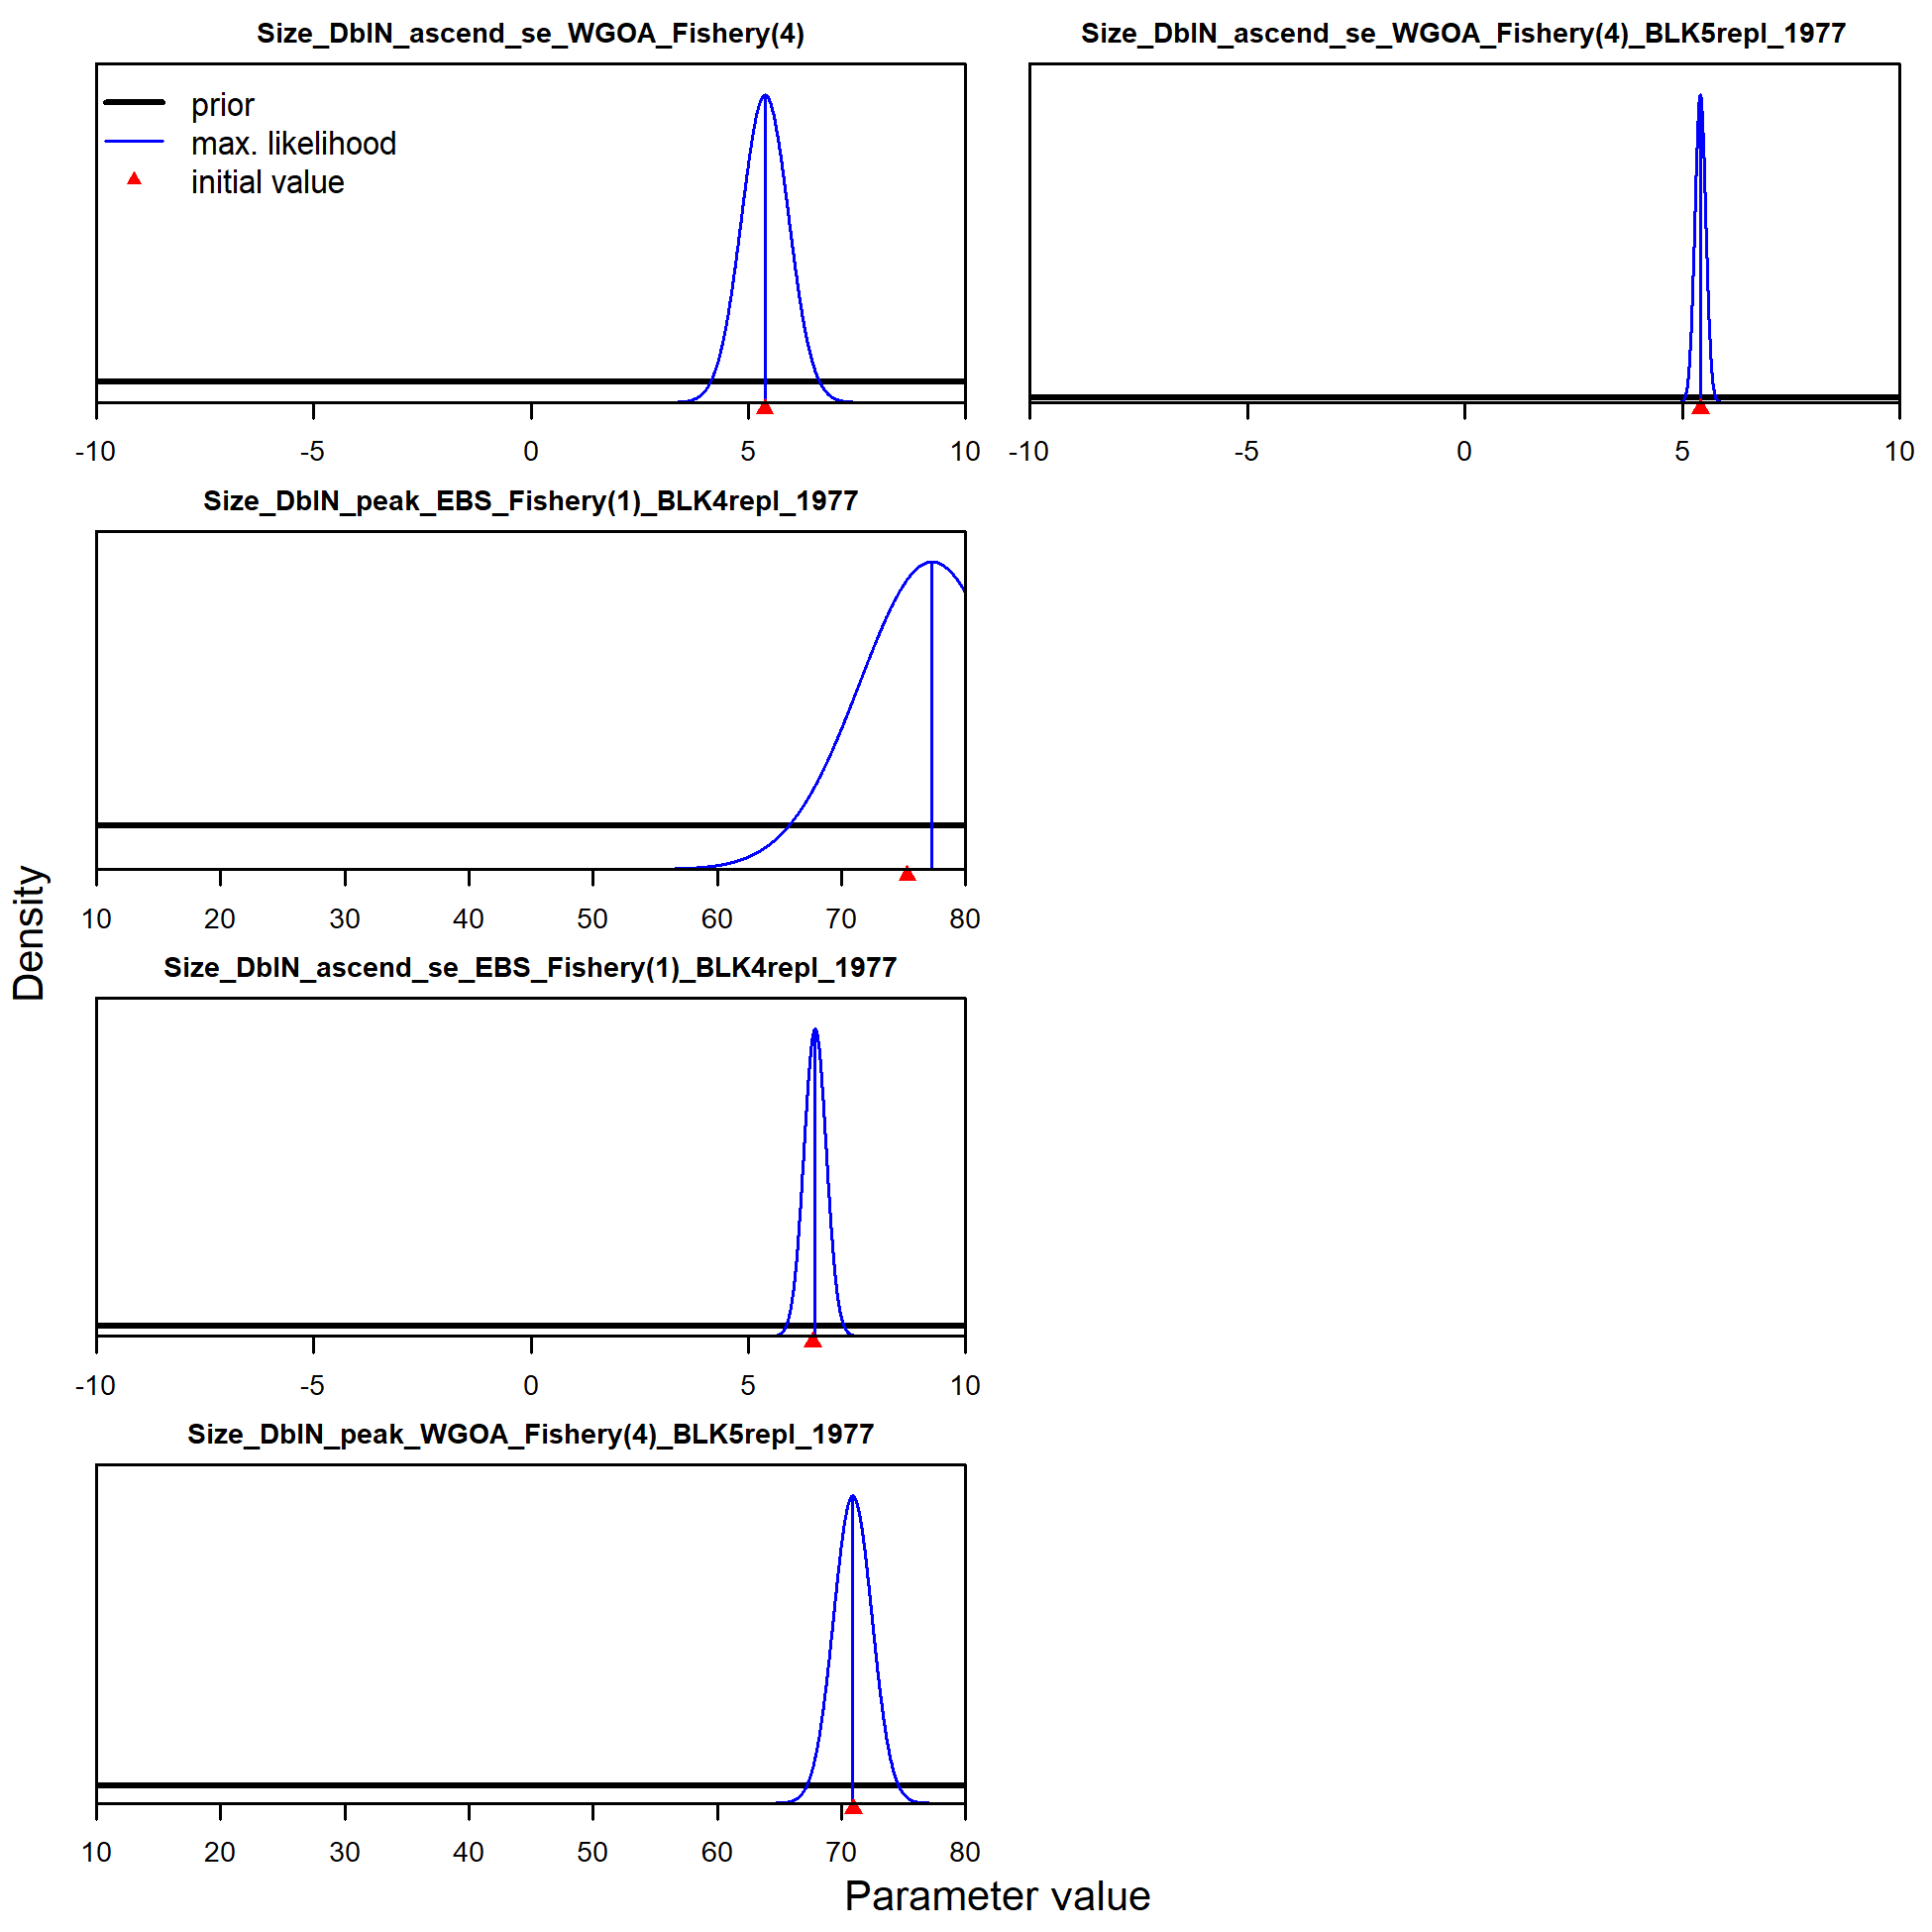 Size_DblN_ascend_se_WGOA_Fishery(4)
prior
max. likelihood
initial value
-10 -5 0 5 10
Size_DblN_ascend_se_WGOA_Fishery(4)_BLK5repl_1977
-10 -5 0 5 10
Size_DblN_peak_EBS_Fishery(1)_BLK4repl_1977
10 20 30 40 50 60 70 80
Size_DblN_ascend_se_EBS_Fishery(1)_BLK4repl_1977
-10 -5 0 5 10
Size_DblN_peak_WGOA_Fishery(4)_BLK5repl_1977
10 20 30 40 50 60 70 80
Density
Parameter value